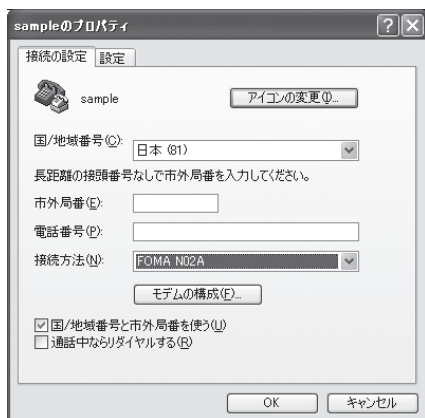 sampleのプロパティ
接続の設定 設定
sample アイコンの変更(I)...
国/地域番号(C): 日本 (81)
長距離の接頭番号なしで市外局番を入力してください。
市外局番(E):
電話番号(P):
接続方法(N): FOMA N02A
モデムの構成(F)...
国/地域番号と市外局番を使う(U)
通話中ならリダイヤルする(R)
OK キャンセル